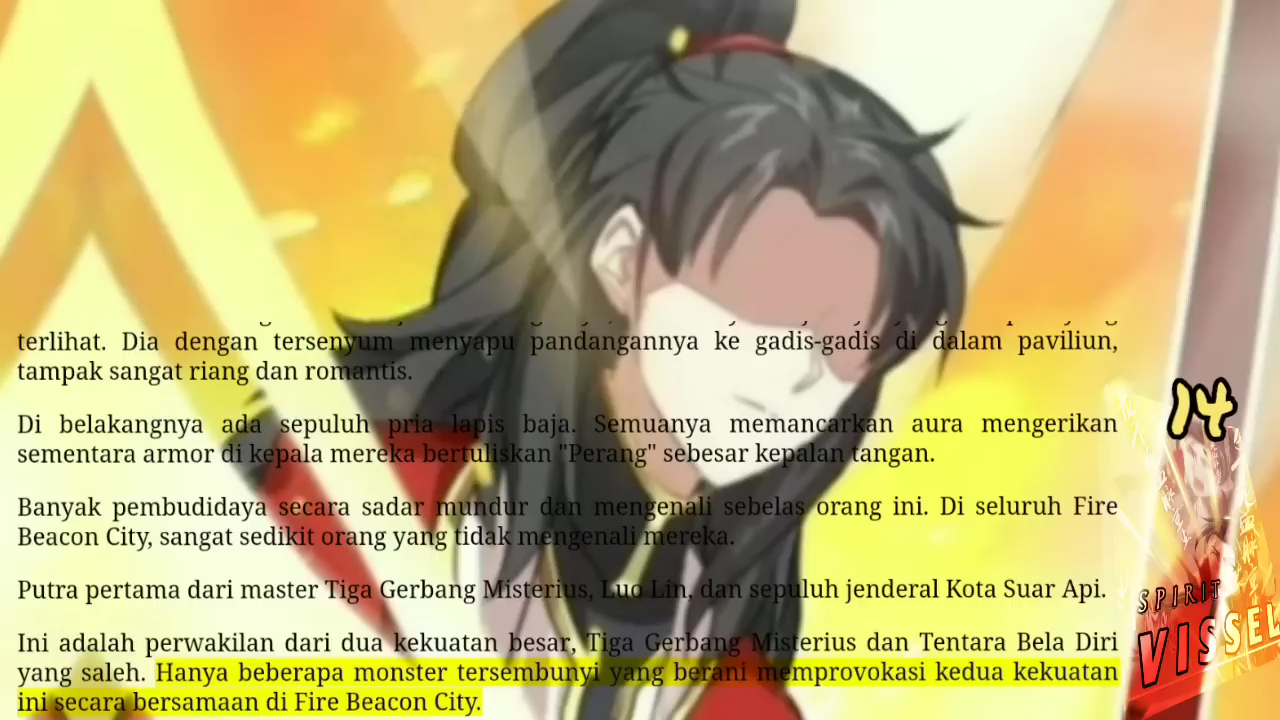 terlihat. Dia dengan tersenyum menyapu pandangannya ke gadis-gadis di dalam paviliun,
tampak sangat riang dan romantis.
Di belakangnya ada sepuluh pria lapis baja. Semuanya memancarkan aura mengerikan
sementara armor di kepala mereka bertuliskan "Perang" sebesar kepalan tangan.
Banyak pembudidaya secara sadar mundur dan mengenali sebelas orang ini. Di seluruh Fire
Beacon City, sangat sedikit orang yang tidak mengenali mereka.
Putra pertama dari master Tiga Gerbang Misterius, Luo Lin, dan sepuluh jenderal Kota Suar Api.
Ini adalah perwakilan dari dua kekuatan besar, Tiga Gerbang Misterius dan Tentara Bela Diri
yang saleh. Hanya beberapa monster tersembunyi yang berani memprovokasi kedua kekuatan
ini secara bersamaan di Fire Beacon City.
14
SPIRIT
VISSEL